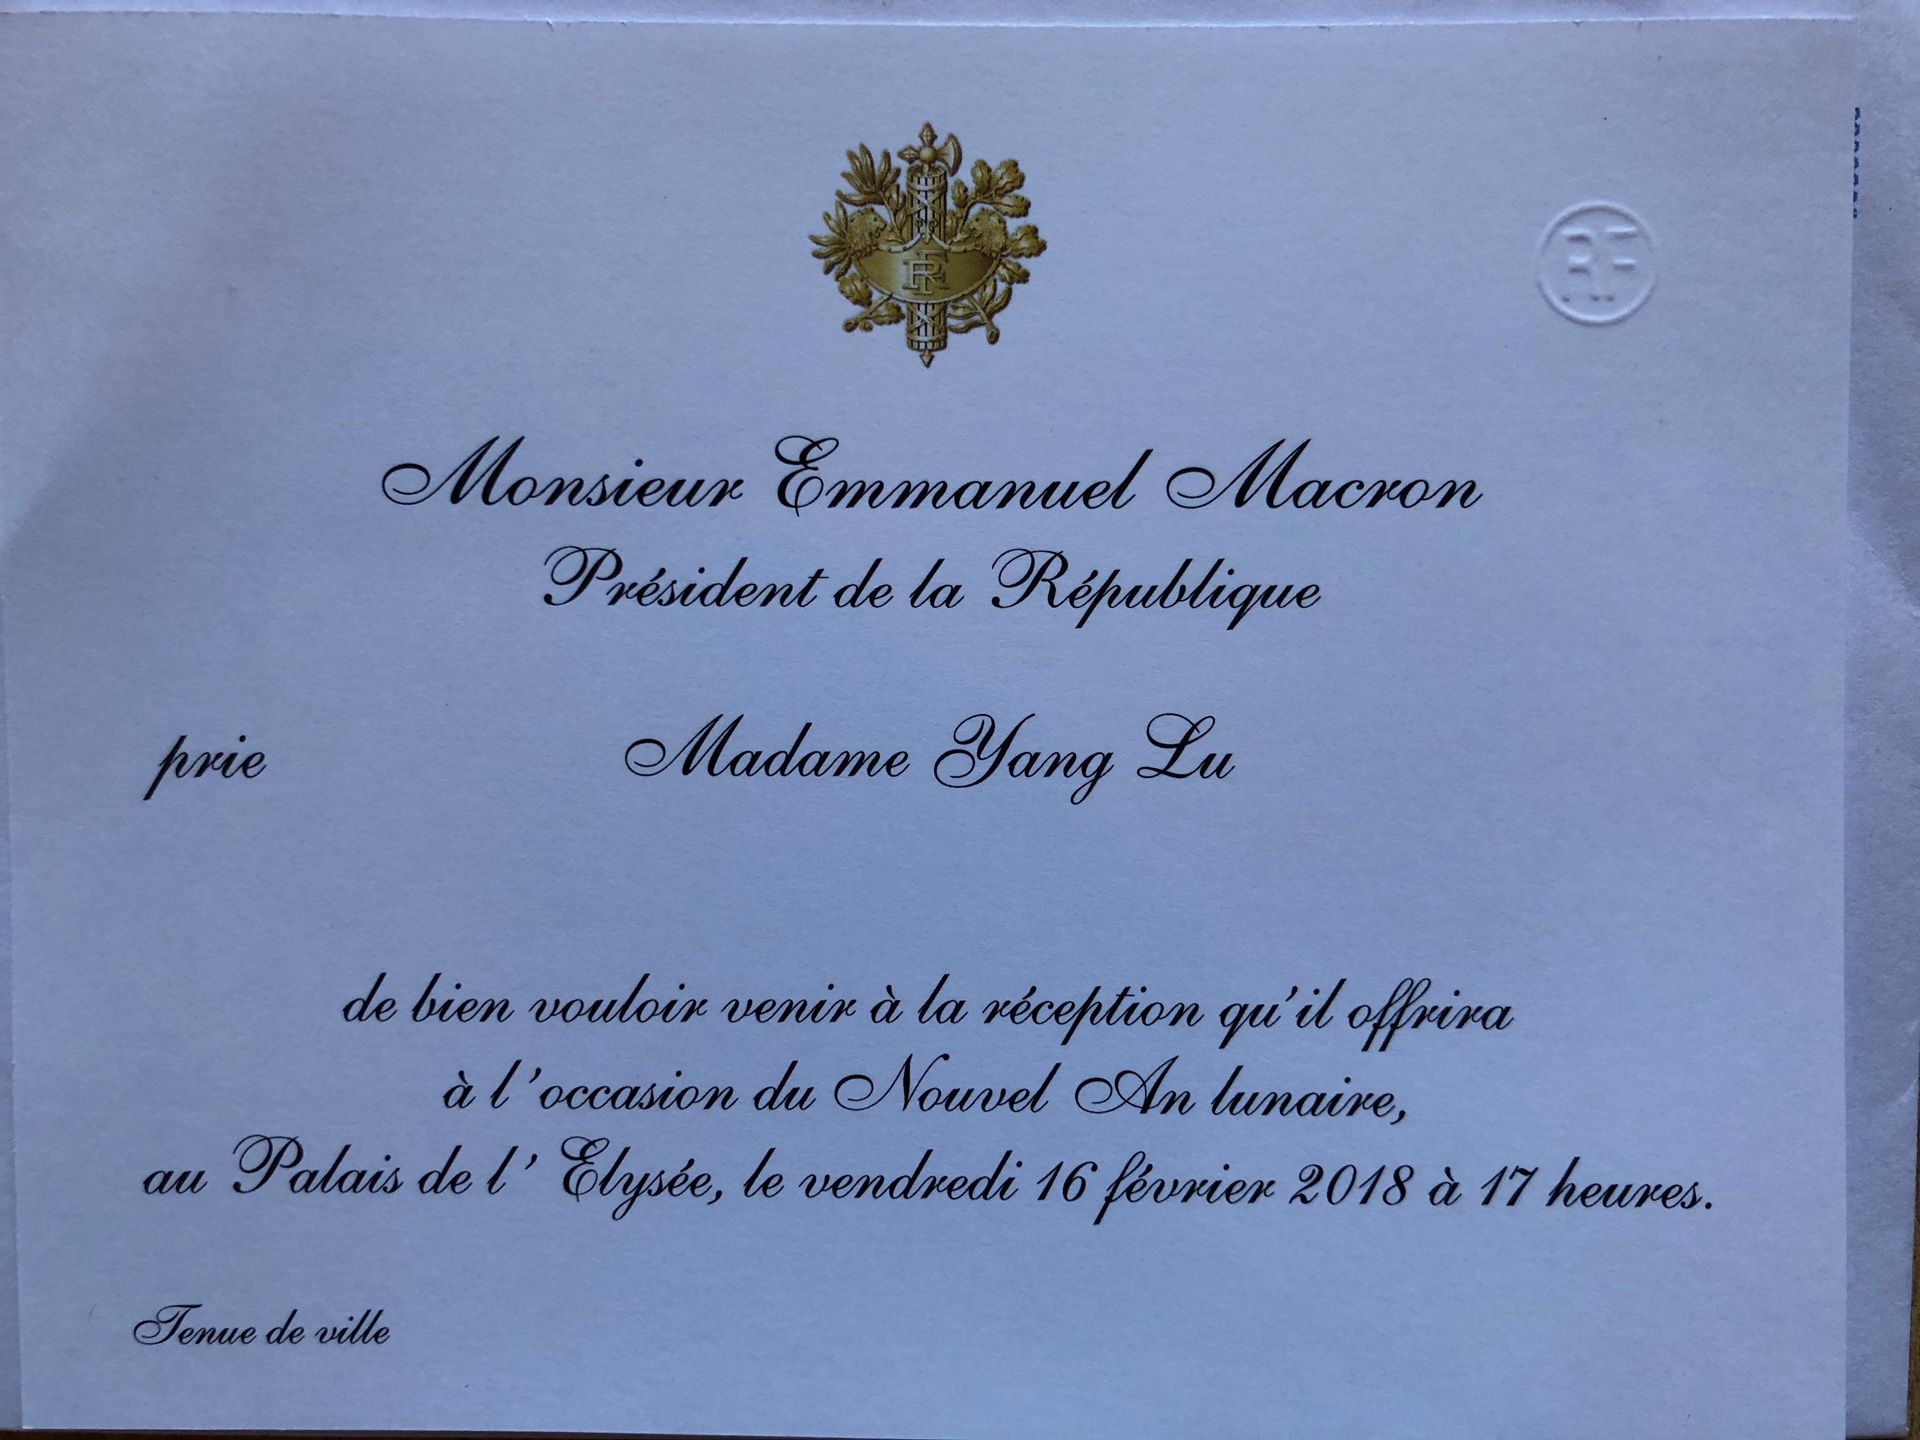 RF
RF
Monsieur Emmanuel Macron
Président de la République
prie Madame Yang Lu
de bien vouloir venir à la réception qu'il offrira
à l'occasion du Nouvel An lunaire,
au Palais de l' Elysée, le vendredi 16 février 2018 à 17 heures.
Tenue de ville